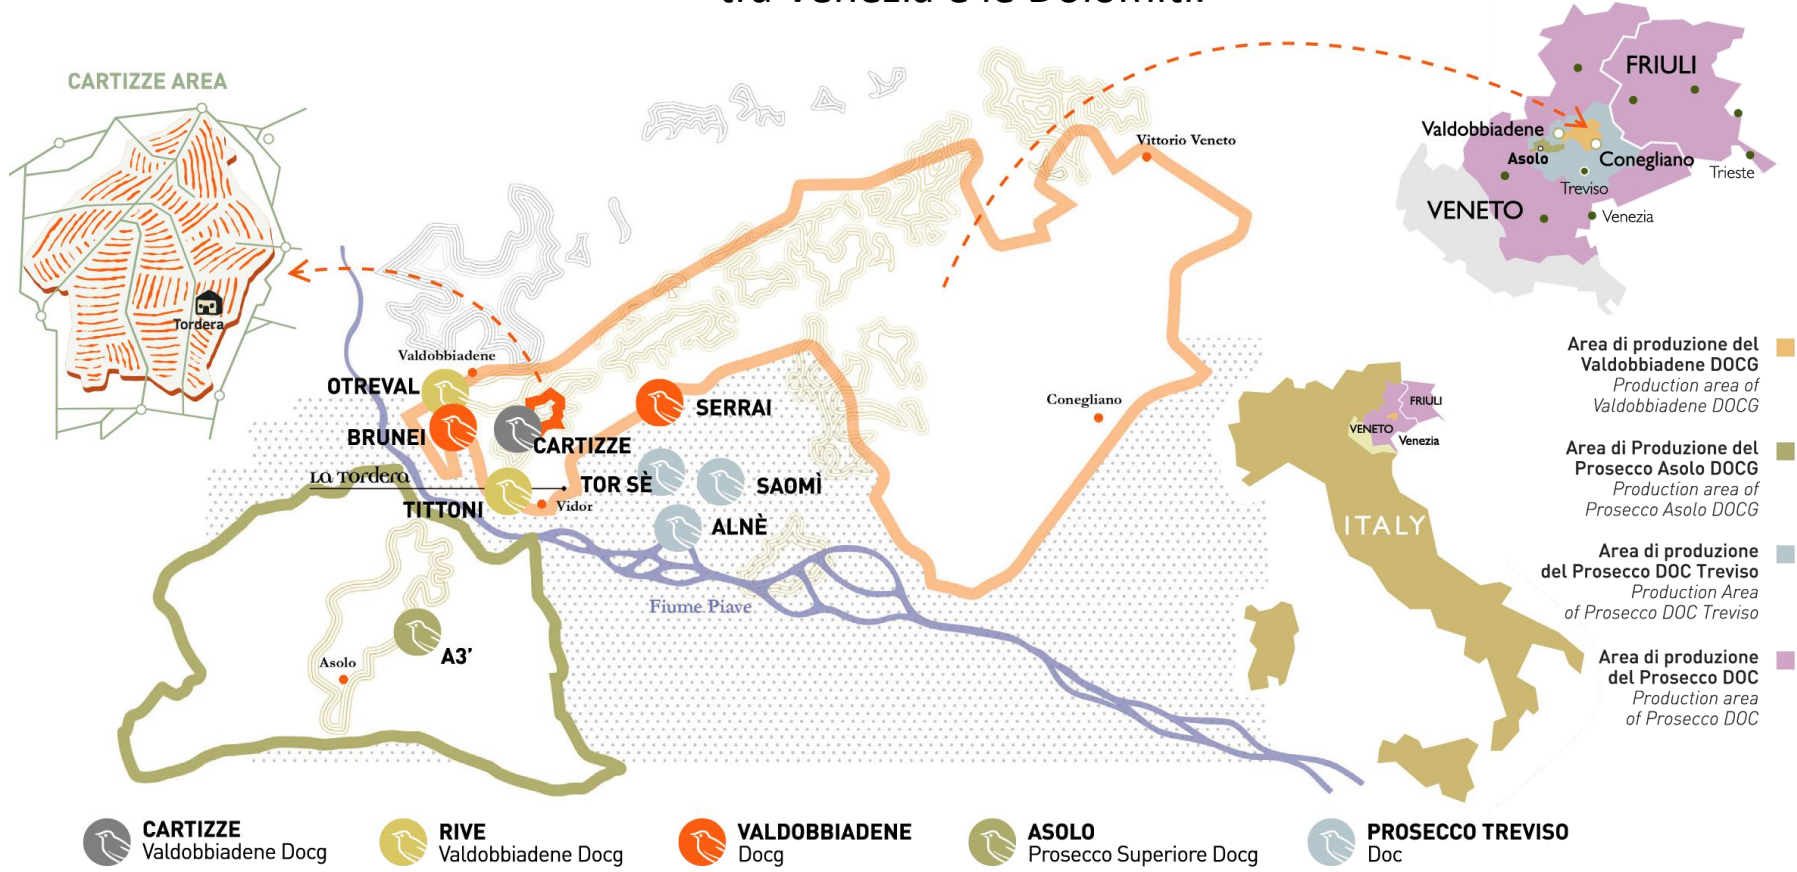 tra Venezia e le Dolomiti.
CARTIZZE AREA
Tordera
FRIULI
Valdobbiadene
Asolo
Conegliano
Treviso
Trieste
VENETO
Venezia
Vittorio Veneto
Valdobbiadene
OTREVAL
BRUNEI
CARTIZZE
SERRAI
Conegliano
La Tordera
TITTONI
Vidor
TOR SÈ
SAOMÌ
ALNÈ
Fiume Piave
Asolo
A3’
FRIULI
VENETO
Venezia
ITALY
Area di produzione del
Valdobbiadene DOCG
Production area of
Valdobbiadene DOCG
Area di Produzione del
Prosecco Asolo DOCG
Production area of
Prosecco Asolo DOCG
Area di produzione
del Prosecco DOC Treviso
Production Area
of Prosecco DOC Treviso
Area di produzione
del Prosecco DOC
Production area
of Prosecco DOC
CARTIZZE
Valdobbiadene Docg
RIVE
Valdobbiadene Docg
VALDOBBIADENE
Docg
ASOLO
Prosecco Superiore Docg
PROSECCO TREVISO
Doc